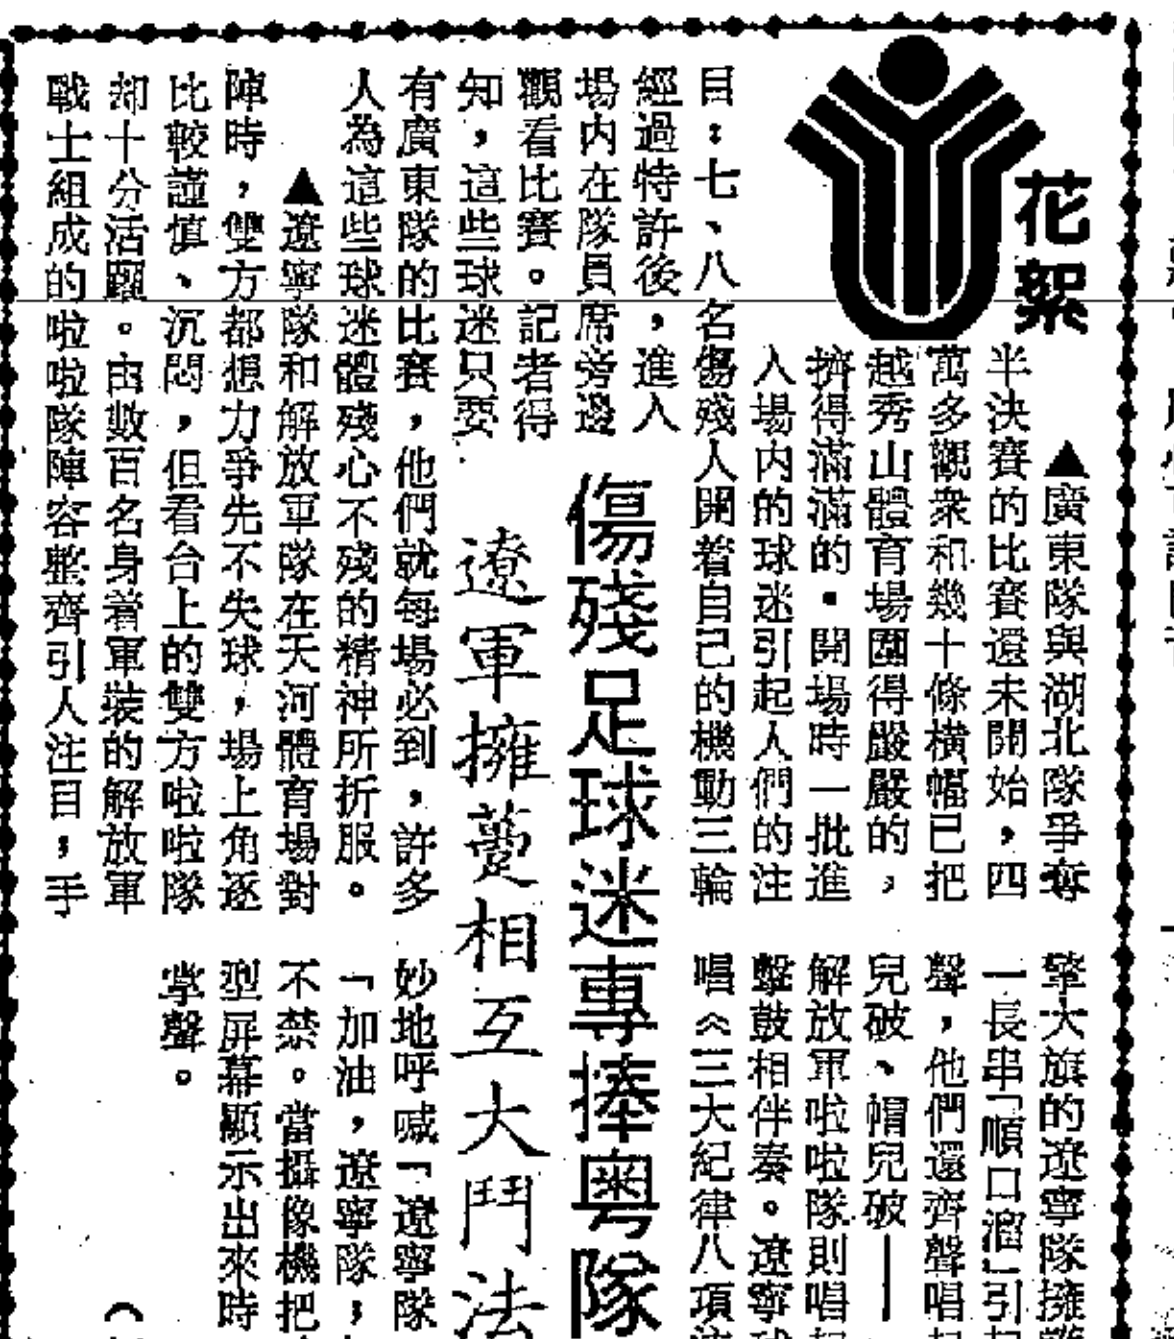 花絮
傷殘足球迷專捧粵隊
遼軍擁躉相互大鬥法
▲廣東隊與湖北隊爭奪
半決賽的比賽還未開始，四
萬多觀衆和幾十條橫幅已把
越秀山體育場圍得嚴嚴的，
擠得滿滿的。開場時一批進
入場內的球迷引起人們的注
目：七、八名傷殘人開着自己的機動三輪
經過特許後，進入
場內在隊員席旁邊
觀看比賽。記者得
知，這些球迷只要
有廣東隊的比賽，他們就每場必到，許多
人為這些球迷體殘心不殘的精神所折服。
▲遼寧隊和解放軍隊在天河體育場對
陣時，雙方都想力爭先不失球，場上角逐
比較謹慎、沉悶，但看台上的雙方啦啦隊
却十分活躍。由數百名身着軍裝的解放軍
戰士組成的啦啦隊陣容整齊引人注目，手
擎大旗的遼寧隊擁
一長串「順口溜」引
聲，他們還齊聲唱
兒破、帽兒破——
解放軍啦啦隊則唱
擊鼓相伴奏。遼寧
唱《三大紀律八項
妙地呼喊「遼寧隊
「加油，遼寧隊；
不禁。當攝像機把
型屏幕顯示出來時
掌聲。
（